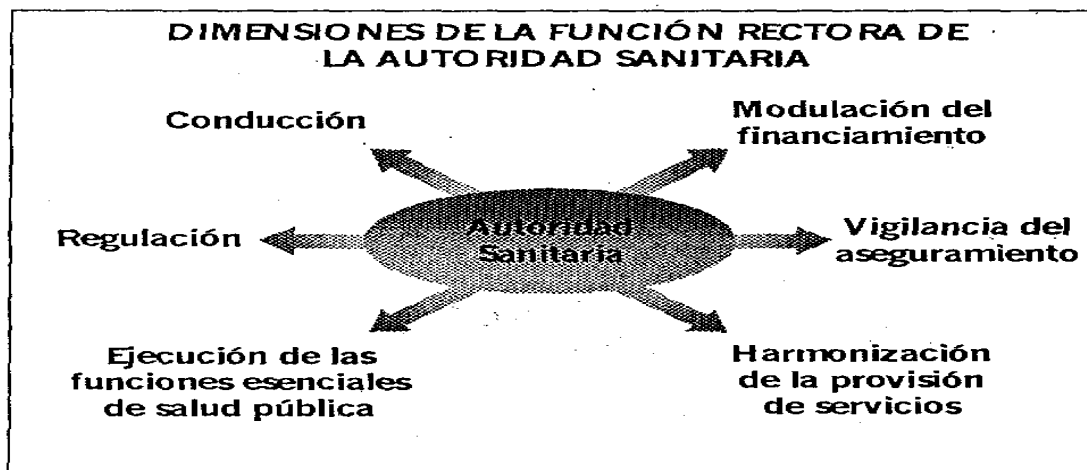 DIMENSIONES DE LA FUNCIÓN RECTORA DE
LA AUTORIDAD SANITARIA
Conducción
Modulación del
financiamiento
Regulación
Autoridad
Sanitaria
Vigilancia del
aseguramiento
Ejecución de las
funciones esenciales
de salud pública
Harmonización
de la provisión
de servicios